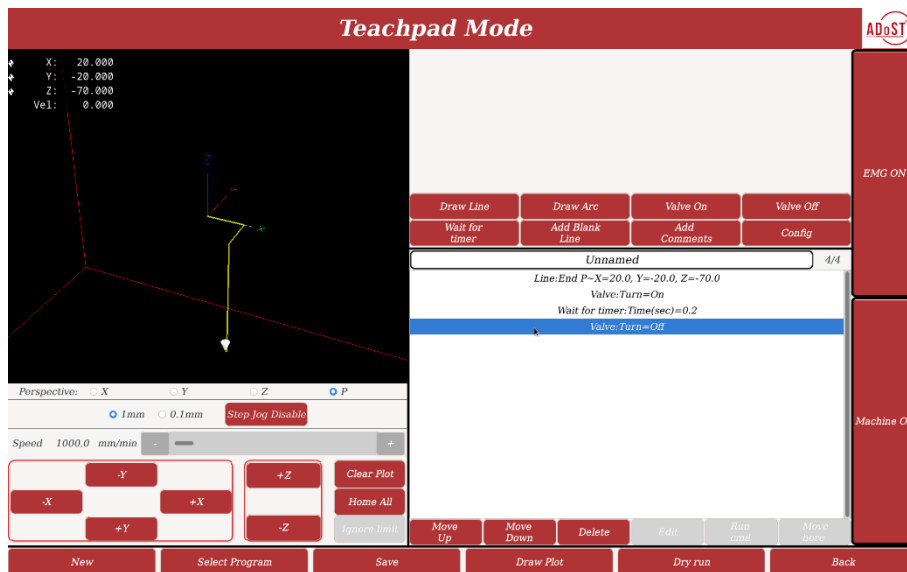 Teachpad Mode
ADOST
X: 20.000
Y: -20.000
Z: -70.000
Vel: 0.000
Z
Y
X
EMG ON
Draw Line
Draw Arc
Valve On
Valve Off
Wait for timer
Add Blank Line
Add Comments
Config
Unnamed
4/4
Line:End P~X=20.0, Y=-20.0, Z=-70.0
Valve:Turn=On
Wait for timer:Time(sec)=0.2
Valve:Turn=Off
Perspective: X Y Z P
1mm 0.1mm Step Jog Disable
Speed 1000.0 mm/min - +
-Y
-X
+X
+Y
+Z
-Z
Clear Plot
Home All
Ignore limit
Machine O
Move Up
Move Down
Delete
Edit
Run cmd
Move here
New
Select Program
Save
Draw Plot
Dry run
Back